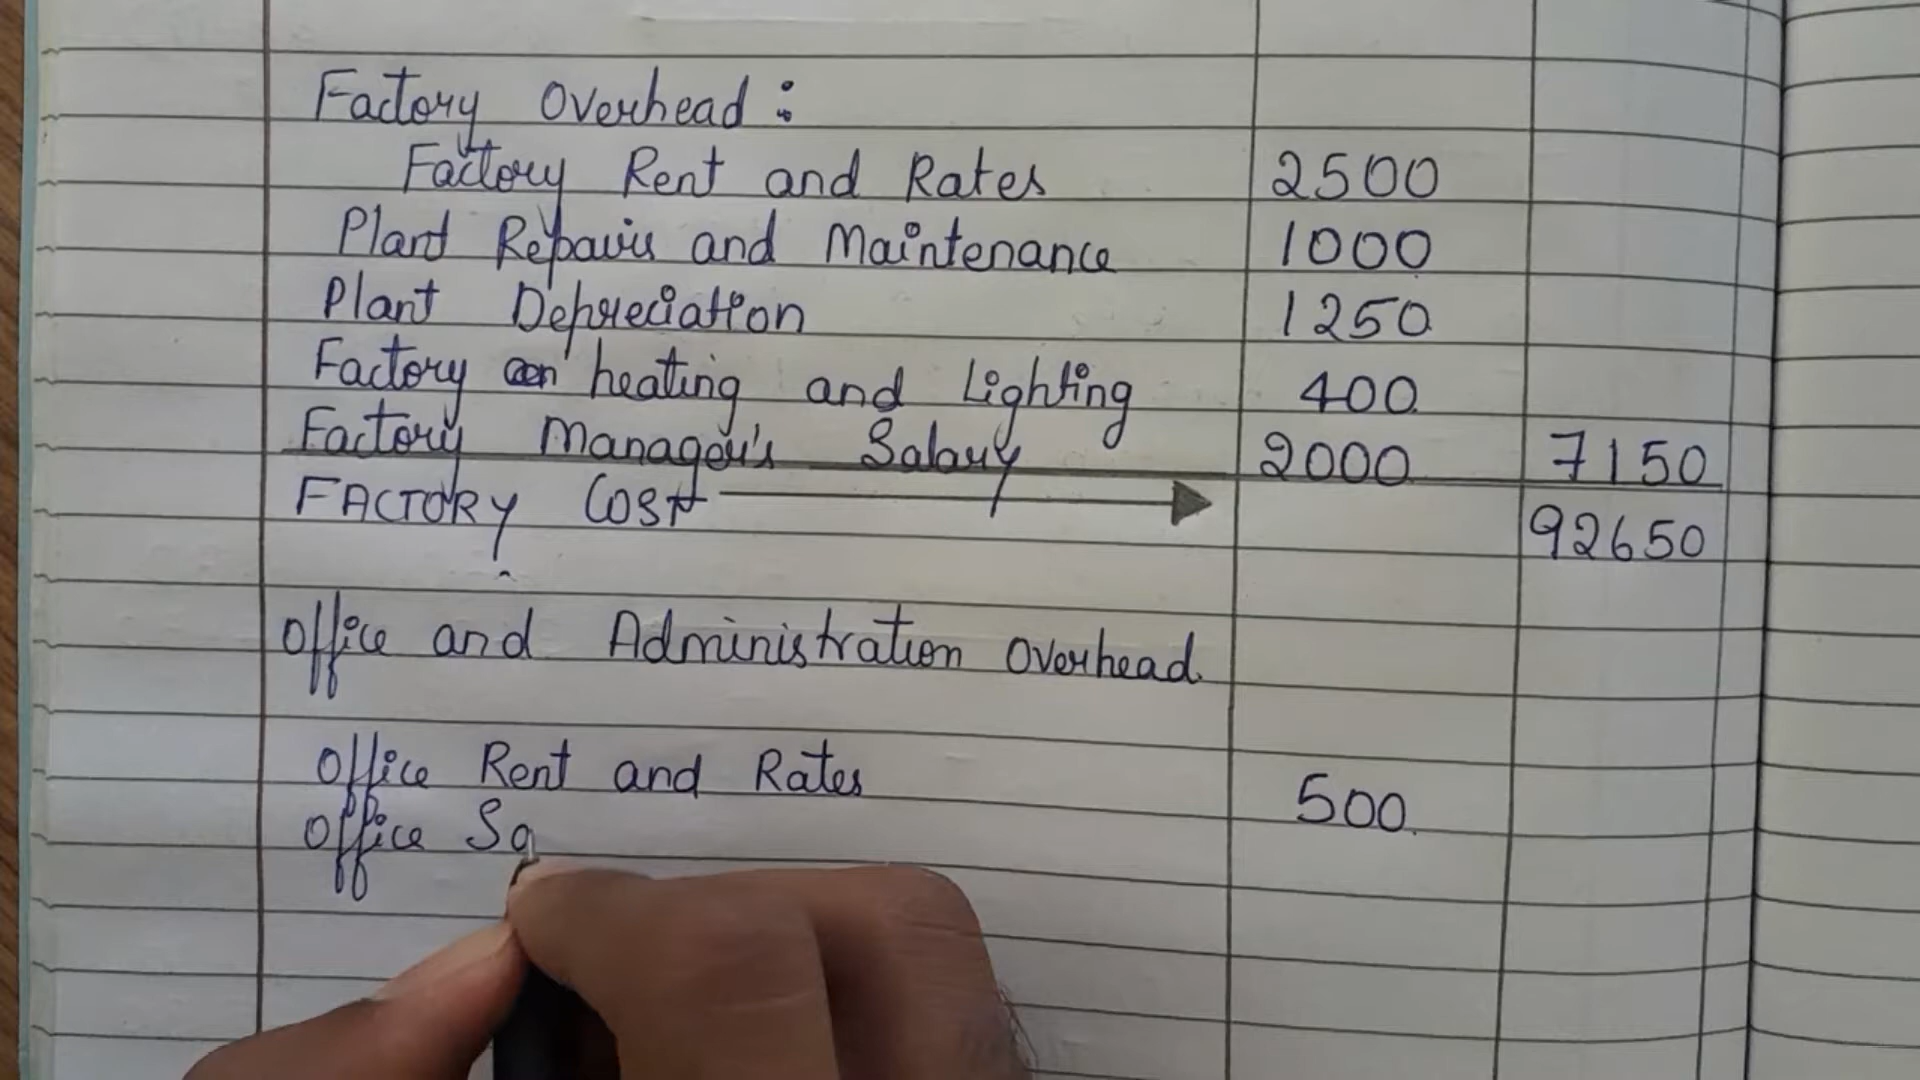 Factory Overhead :
Factory Rent and Rates 2500
Plant Repairs and Maintenance 1000
Plant Depreciation 1250
Factory heating and Lighting 400
Factory Manager's Salary 2000 7150
FACTORY COST 92650
Office and Administration Overhead.
Office Rent and Rates 500
Office Sa